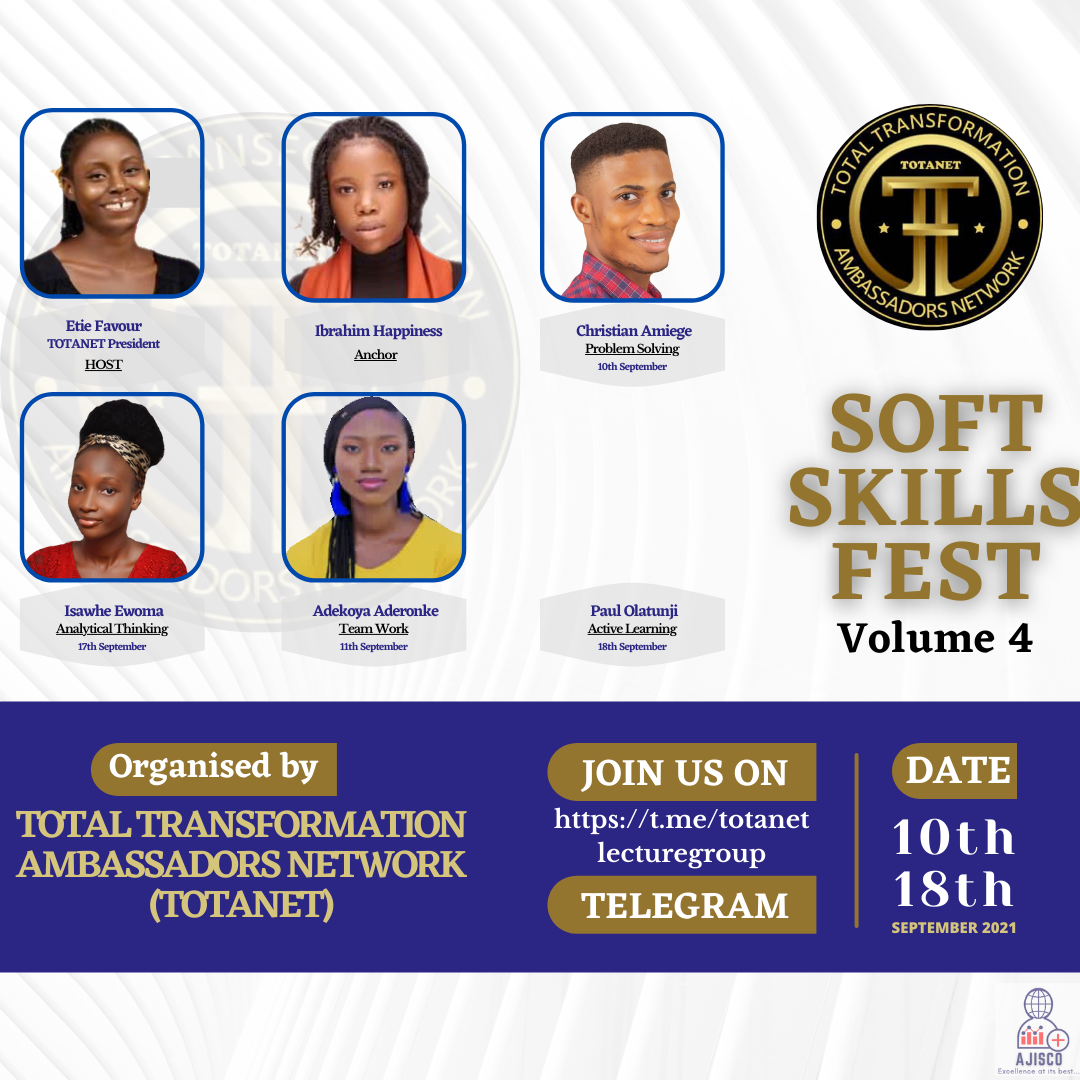 TOTAL TRANSFORMATION
TOTANET
AMBASSADORS NETWORK
Etie Favour
TOTANET President
HOST
Ibrahim Happiness
Anchor
Christian Amiege
Problem Solving
10th September
Isawhe Ewoma
Analytical Thinking
17th September
Adekoya Aderonke
Team Work
11th September
Paul Olatunji
Active Learning
18th September
SOFT
SKILLS
FEST
Volume 4
Organised by
TOTAL TRANSFORMATION
AMBASSADORS NETWORK
(TOTANET)
JOIN US ON
https://t.me/totanet
lecturegroup
TELEGRAM
DATE
10th
18th
SEPTEMBER 2021
AJISCO
Excellence at its best...